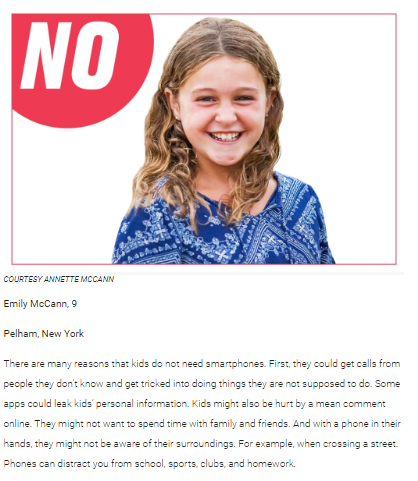 NO
COURTESY ANNETTE MCCANN
Emily McCann, 9
Pelham, New York
There are many reasons that kids do not need smartphones. First, they could get calls from
people they don't know and get tricked into doing things they are not supposed to do. Some
apps could leak kids' personal information. Kids might also be hurt by a mean comment
online. They might not want to spend time with family and friends. And with a phone in their
hands, they might not be aware of their surroundings. For example, when crossing a street.
Phones can distract you from school, sports, clubs, and homework.